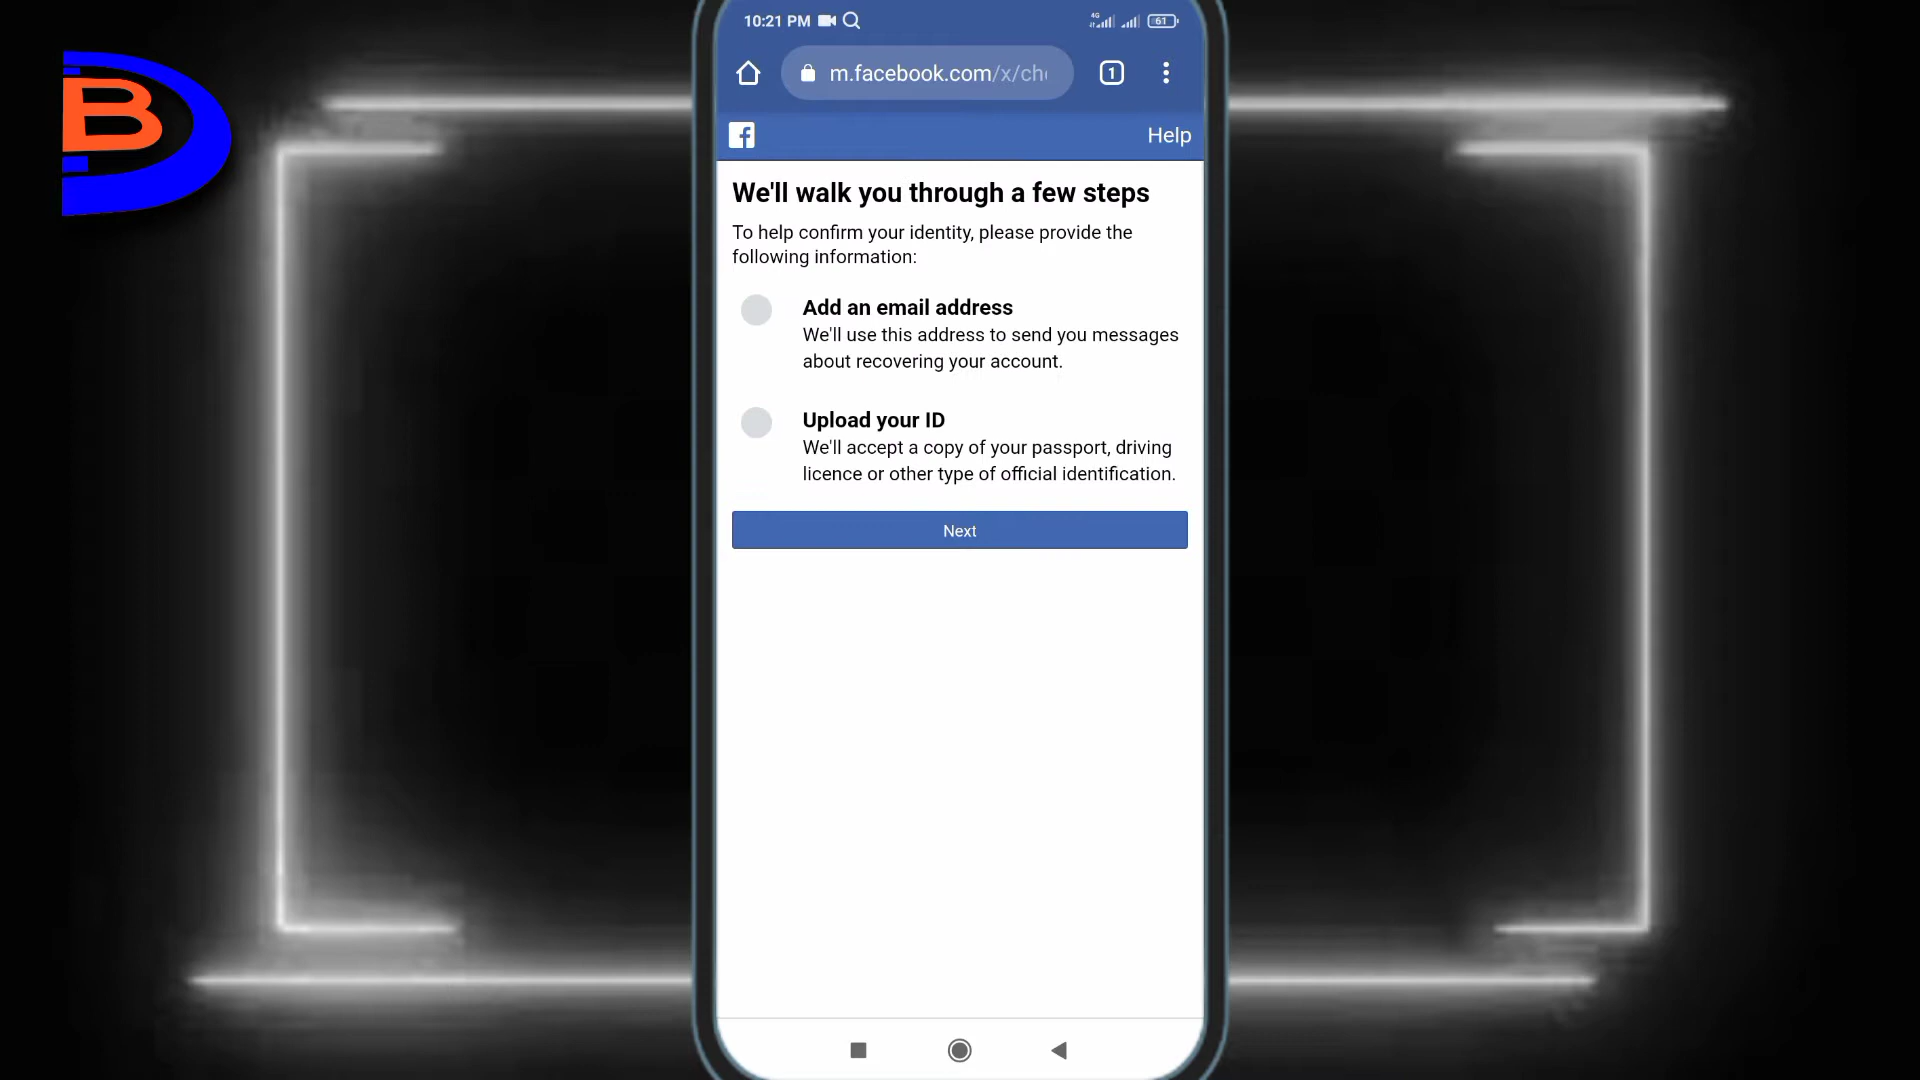 B
10:21 PM
4G
61
m.facebook.com/x/ch
1
Help
We'll walk you through a few steps
To help confirm your identity, please provide the
following information:
Add an email address
We'll use this address to send you messages
about recovering your account.
Upload your ID
We'll accept a copy of your passport, driving
licence or other type of official identification.
Next